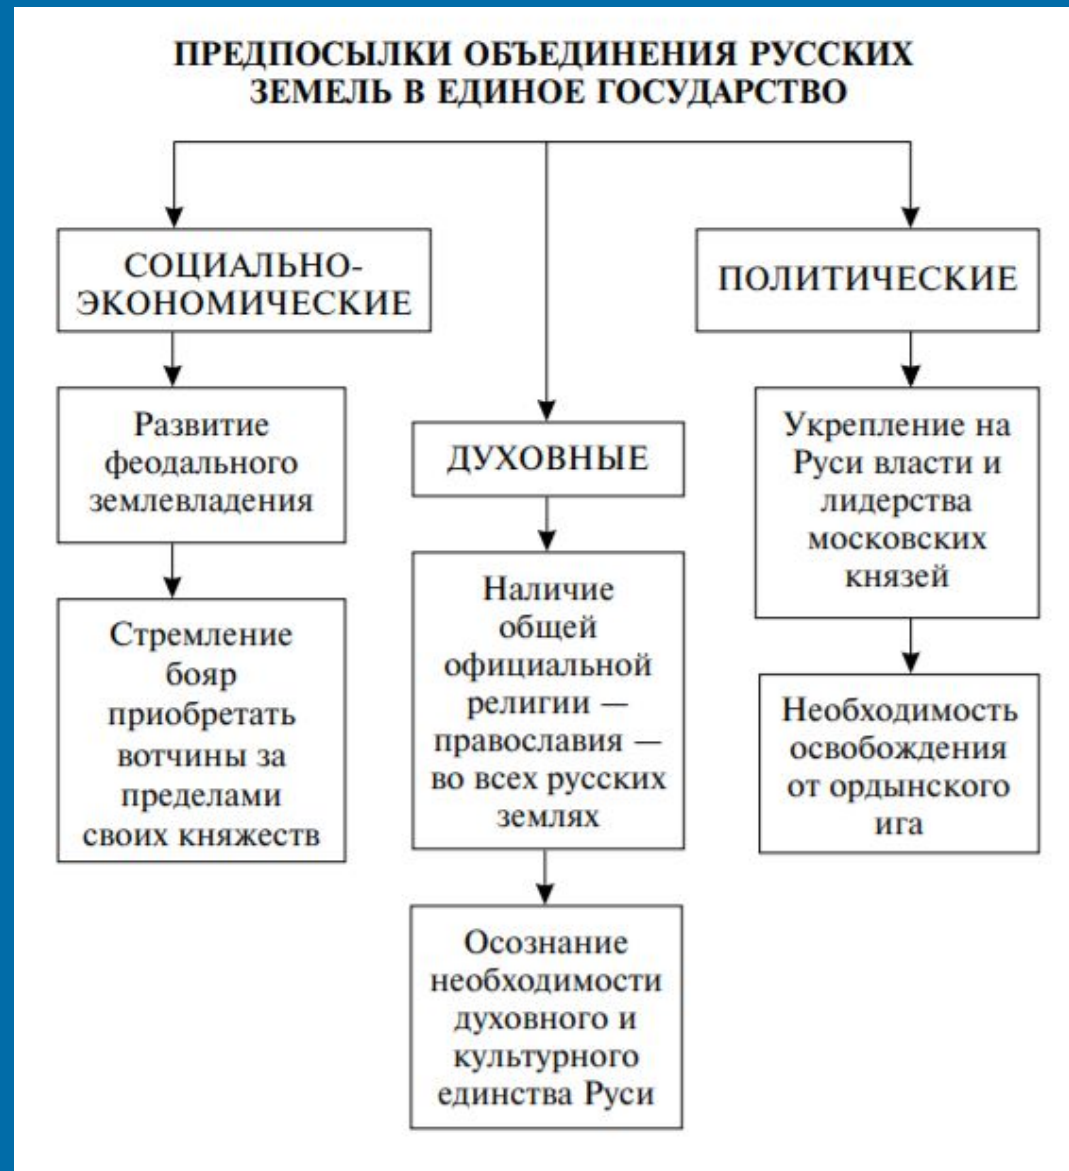 ПРЕДПОСЫЛКИ ОБЪЕДИНЕНИЯ РУССКИХ
ЗЕМЕЛЬ В ЕДИНОЕ ГОСУДАРСТВО
СОЦИАЛЬНО-
ЭКОНОМИЧЕСКИЕ
Развитие
феодального
землевладения
Стремление
бояр
приобретать
вотчины за
пределами
своих княжеств
ДУХОВНЫЕ
Наличие
общей
официальной
религии —
православия —
во всех русских
землях
Осознание
необходимости
духовного и
культурного
единства Руси
ПОЛИТИЧЕСКИЕ
Укрепление на
Руси власти и
лидерства
московских
князей
Необходимость
освобождения
от ордынского
ига